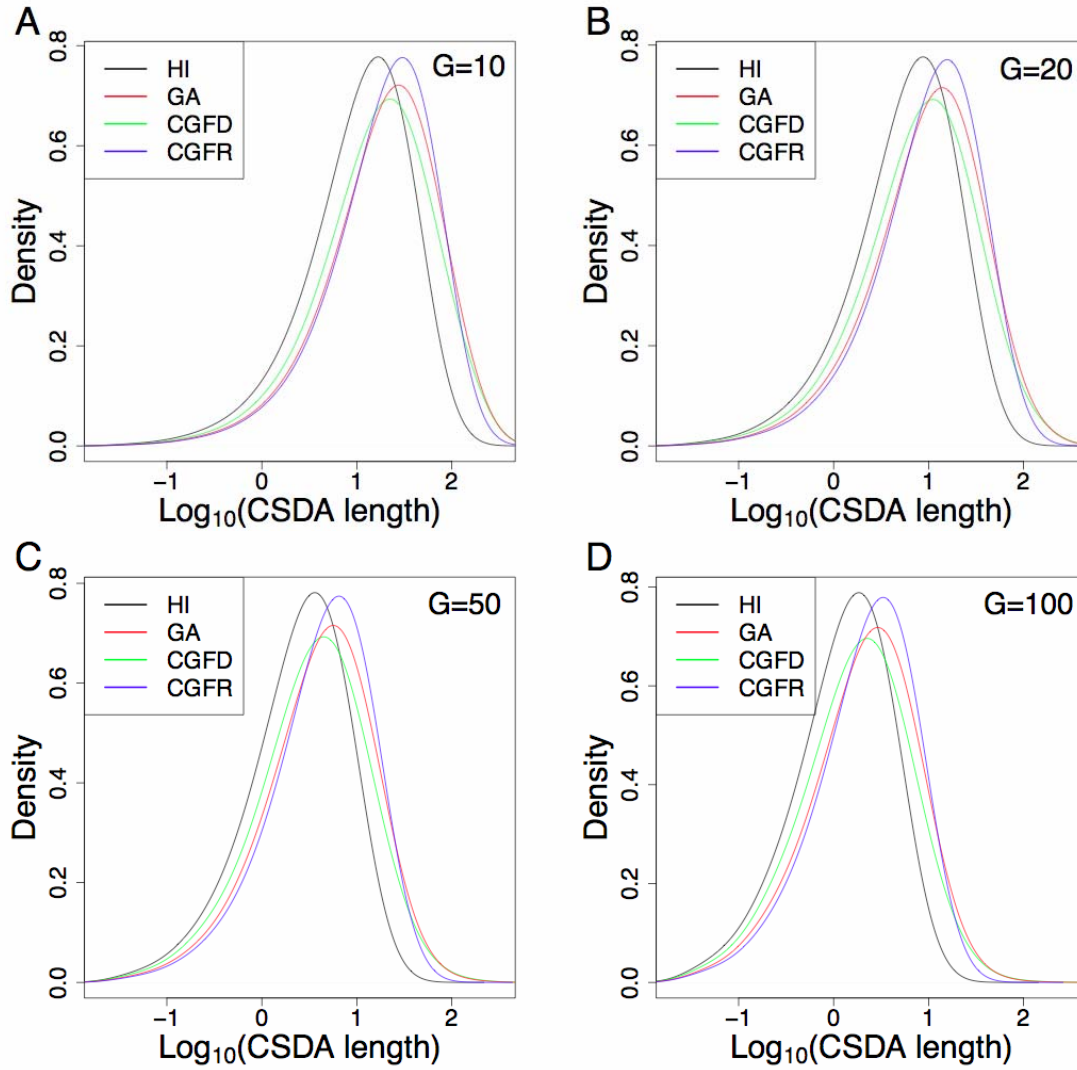 A
G=10
HI
GA
CGFD
CGFR
Density
0.0
0.2
0.4
0.6
0.8
−1
0
1
2
Log10(CSDA length)
B
G=20
HI
GA
CGFD
CGFR
Density
0.0
0.2
0.4
0.6
0.8
−1
0
1
2
Log10(CSDA length)
C
G=50
HI
GA
CGFD
CGFR
Density
0.0
0.2
0.4
0.6
0.8
−1
0
1
2
Log10(CSDA length)
D
G=100
HI
GA
CGFD
CGFR
Density
0.0
0.2
0.4
0.6
0.8
−1
0
1
2
Log10(CSDA length)